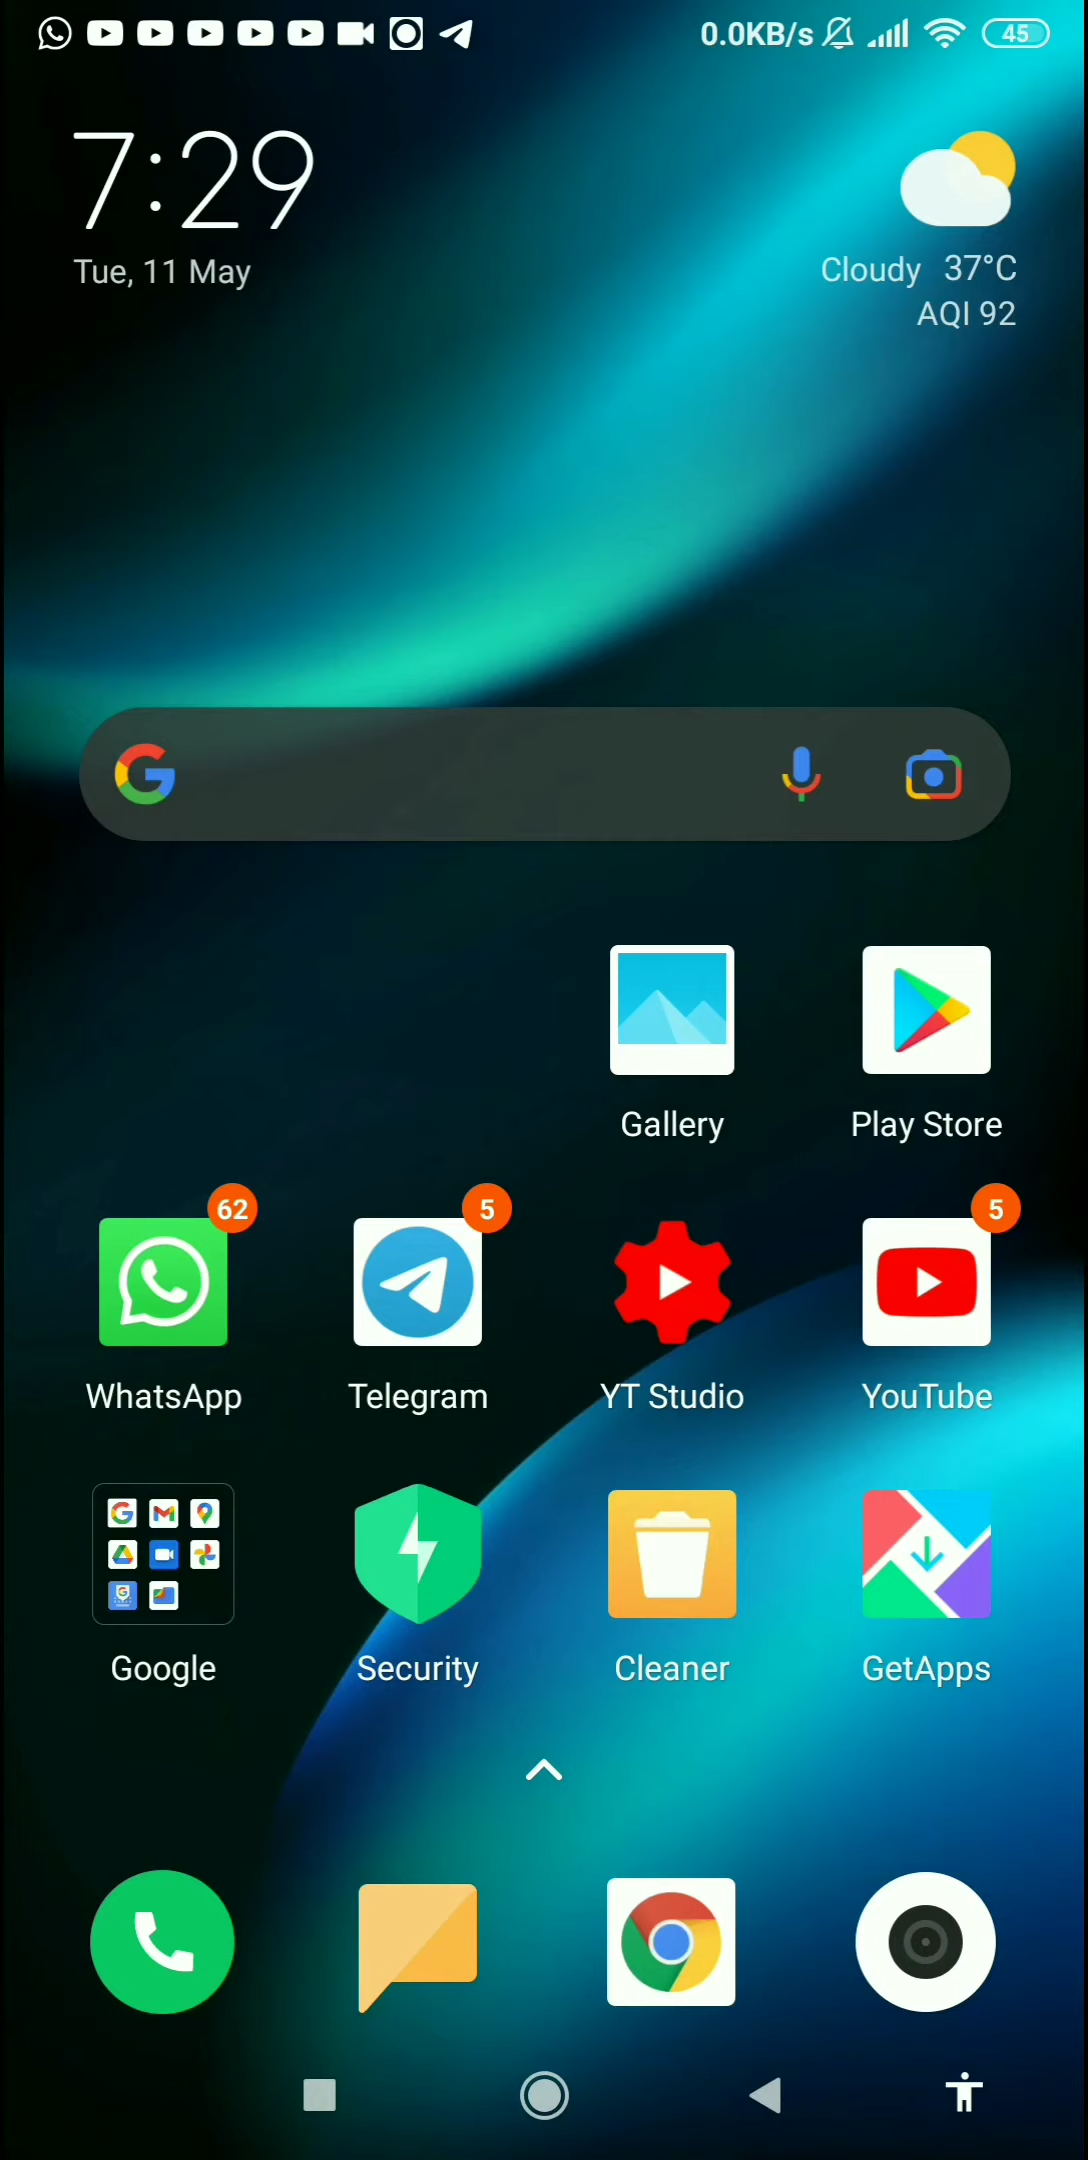 0.0KB/s 45
7:29
Tue, 11 May
Cloudy 37°C
AQI 92
Gallery
Play Store
62
5
5
WhatsApp
Telegram
YT Studio
YouTube
Google
Security
Cleaner
GetApps